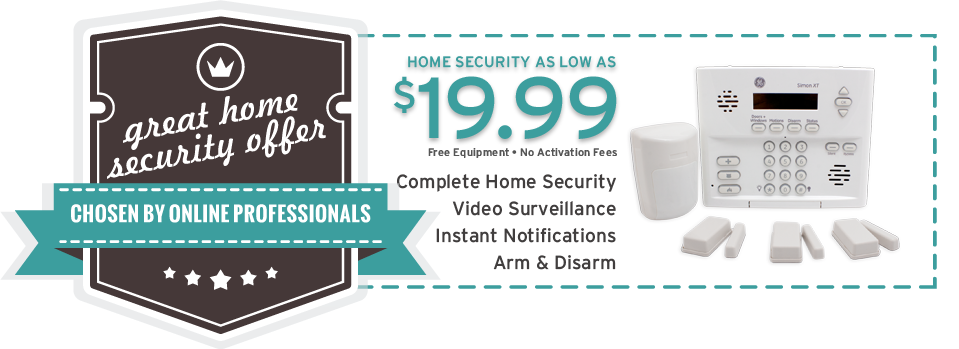 great home
security offer
CHOSEN BY ONLINE PROFESSIONALS
HOME SECURITY AS LOW AS
$19.99
Free Equipment • No Activation Fees
Complete Home Security
Video Surveillance
Instant Notifications
Arm & Disarm
Simon XT